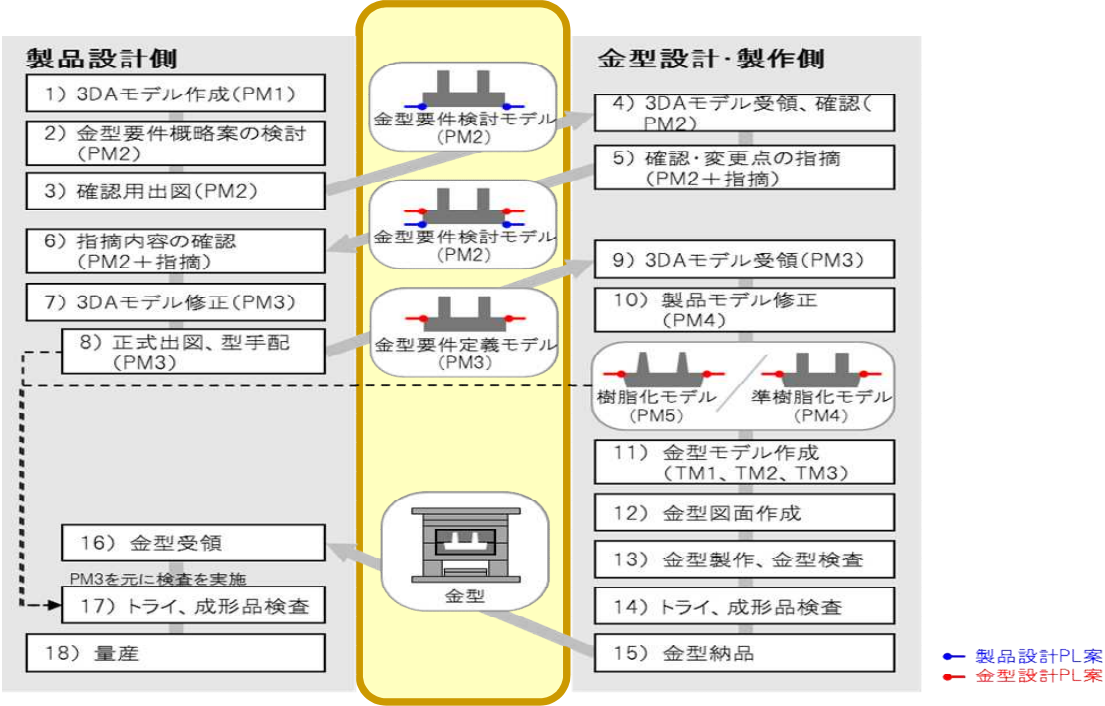 製品設計側
1) 3DAモデル作成(PM1)
2) 金型要件概略案の検討
(PM2)
3) 確認用出図(PM2)
6) 指摘内容の確認
(PM2+指摘)
7) 3DAモデル修正(PM3)
8) 正式出図、型手配
(PM3)
16) 金型受領
PM3を元に検査を実施
17) トライ、成形品検査
18) 量産
金型要件検討モデル
(PM2)
金型要件検討モデル
(PM2)
金型要件定義モデル
(PM3)
金型
金型設計・製作側
4) 3DAモデル受領、確認(
PM2)
5) 確認・変更点の指摘
(PM2+指摘)
9) 3DAモデル受領(PM3)
10) 製品モデル修正
(PM4)
樹脂化モデル
(PM5)
準樹脂化モデル
(PM4)
11) 金型モデル作成
(TM1、TM2、TM3)
12) 金型図面作成
13) 金型製作、金型検査
14) トライ、成形品検査
15) 金型納品
製品設計PL案
金型設計PL案